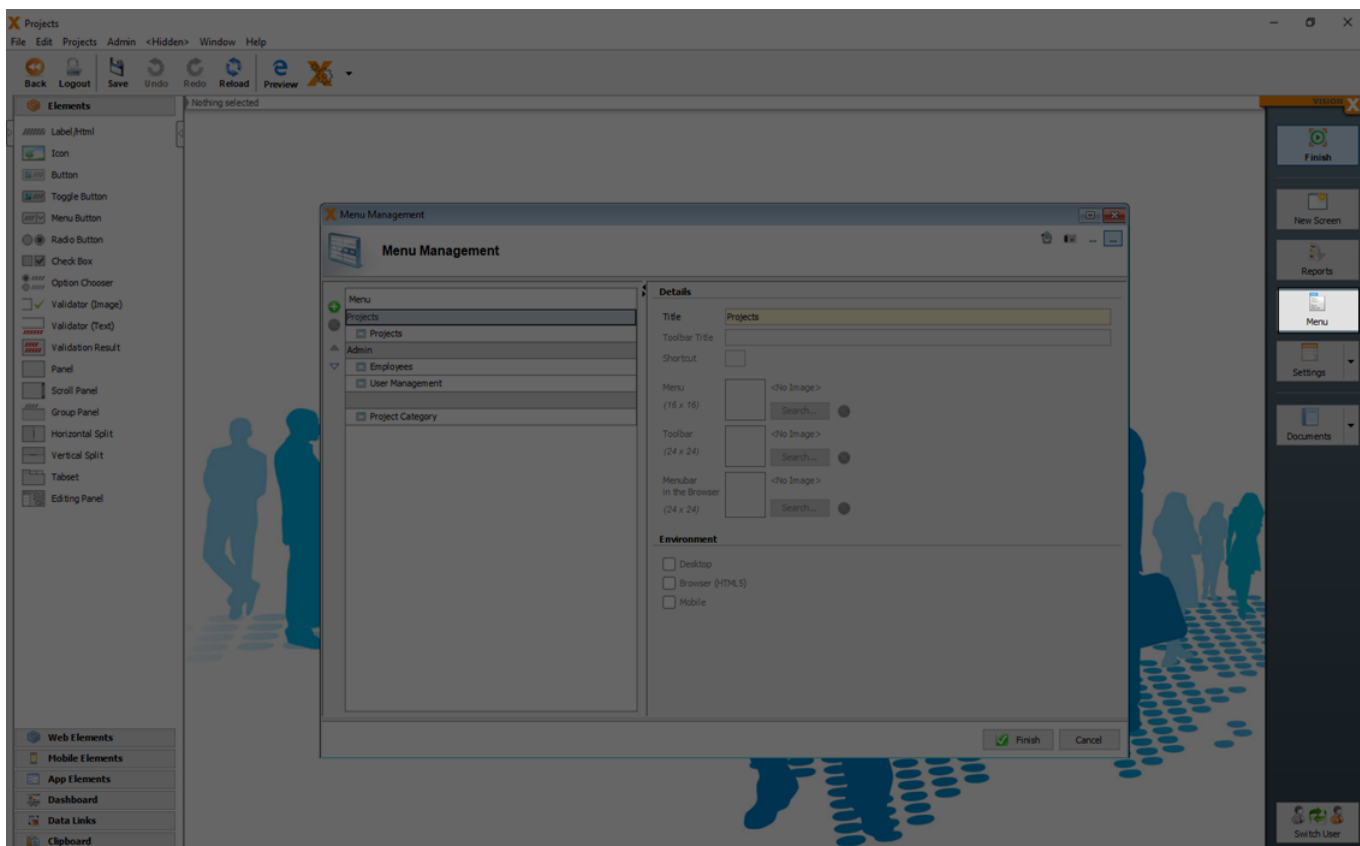 Projects
File Edit Projects Admin <Hidden> Window Help
Back Logout Save Undo Redo Reload Preview
Elements
Nothing selected
VISION X
Label/Html
Icon
Button
Toggle Button
Menu Button
Radio Button
Check Box
Option Chooser
Validator (Image)
Validator (Text)
Validation Result
Panel
Scroll Panel
Group Panel
Horizontal Split
Vertical Split
Tabset
Editing Panel
Web Elements
Mobile Elements
App Elements
Dashboard
Data Links
Clipboard
Menu Management
Menu Management
Menu
Projects
Projects
Admin
Employees
User Management
Project Category
Details
Title Projects
Toolbar Title
Shortcut
Menu <No Image>
(16 x 16) Search...
Toolbar <No Image>
(24 x 24) Search...
Menubar <No Image>
in the Browser
(24 x 24) Search...
Environment
Desktop
Browser (HTML5)
Mobile
Finish Cancel
Finish
New Screen
Reports
Menu
Settings
Documents
Switch User